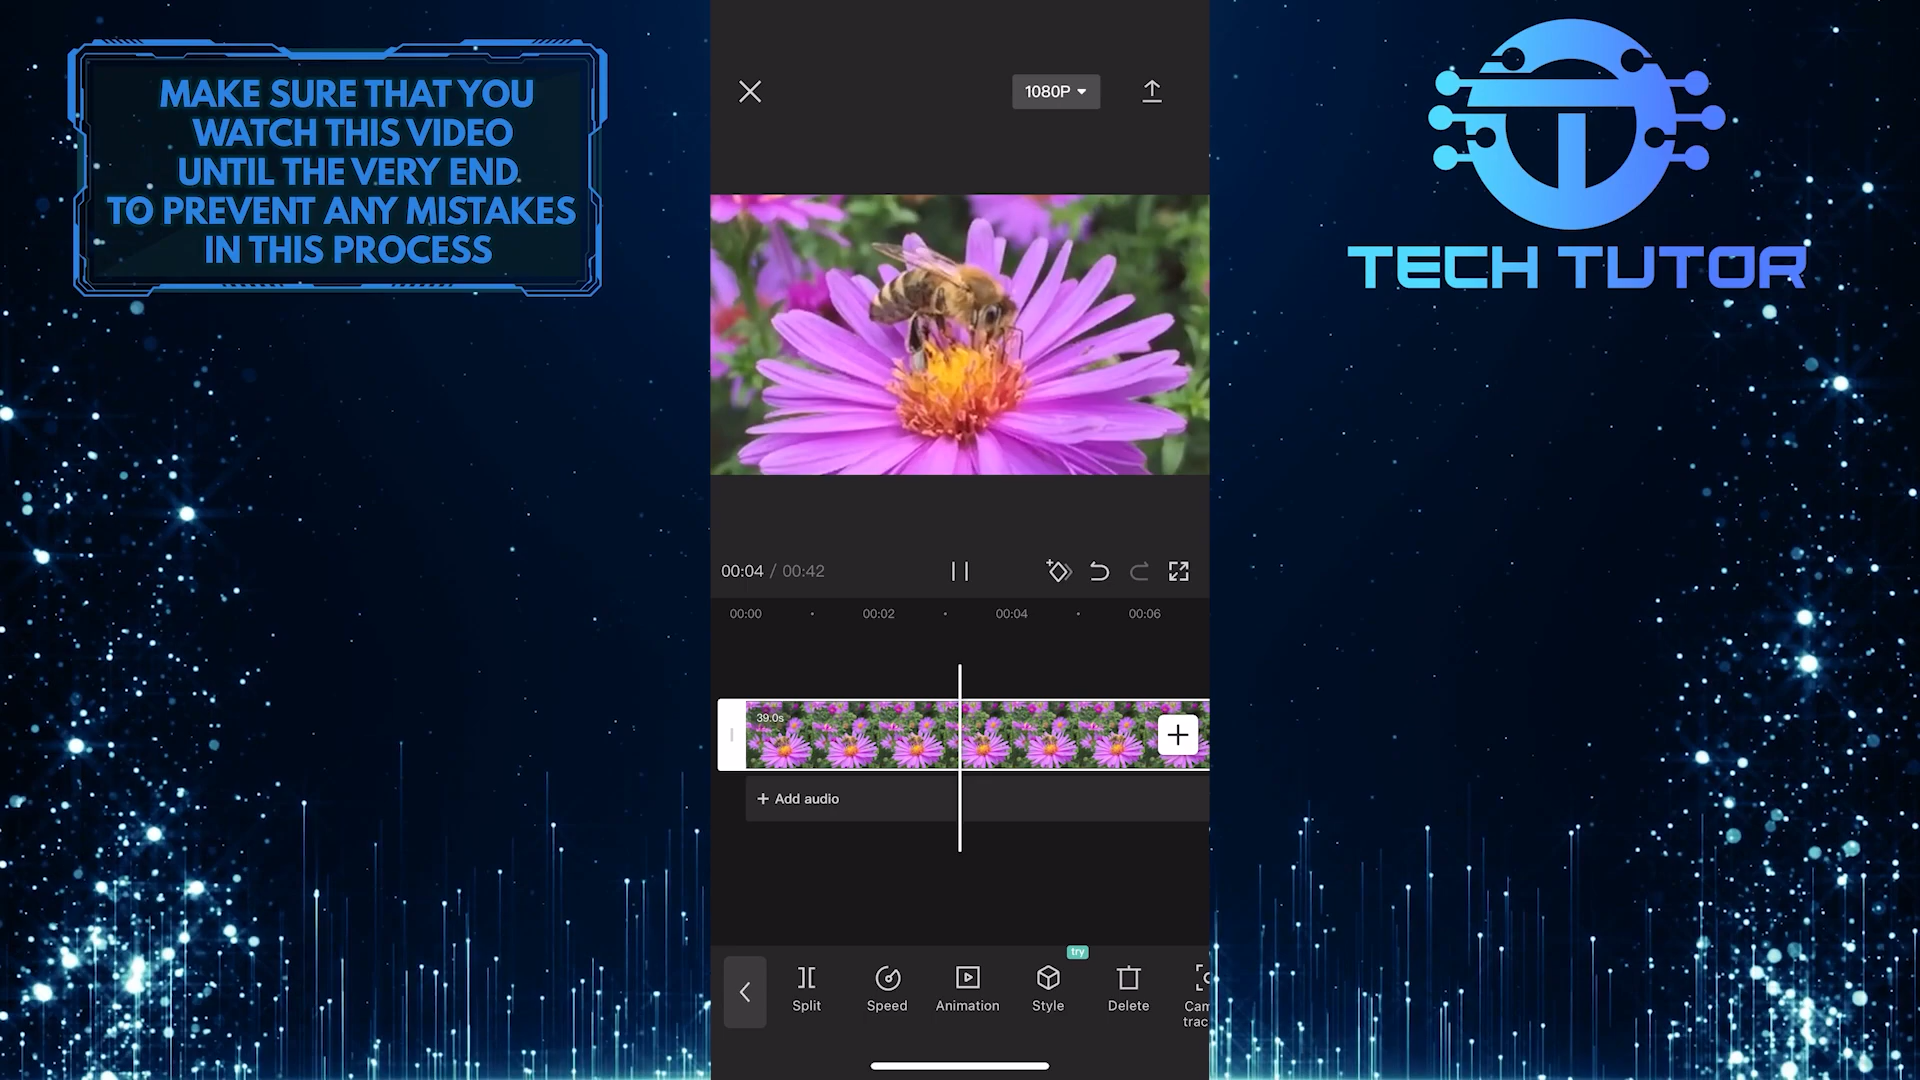 MAKE SURE THAT YOU
WATCH THIS VIDEO
UNTIL THE VERY END
TO PREVENT ANY MISTAKES
IN THIS PROCESS
TECH TUTOR
1080P
00:04 / 00:42
00:00
00:02
00:04
00:06
39.0s
+ Add audio
try
Split
Speed
Animation
Style
Delete
Cam
trac